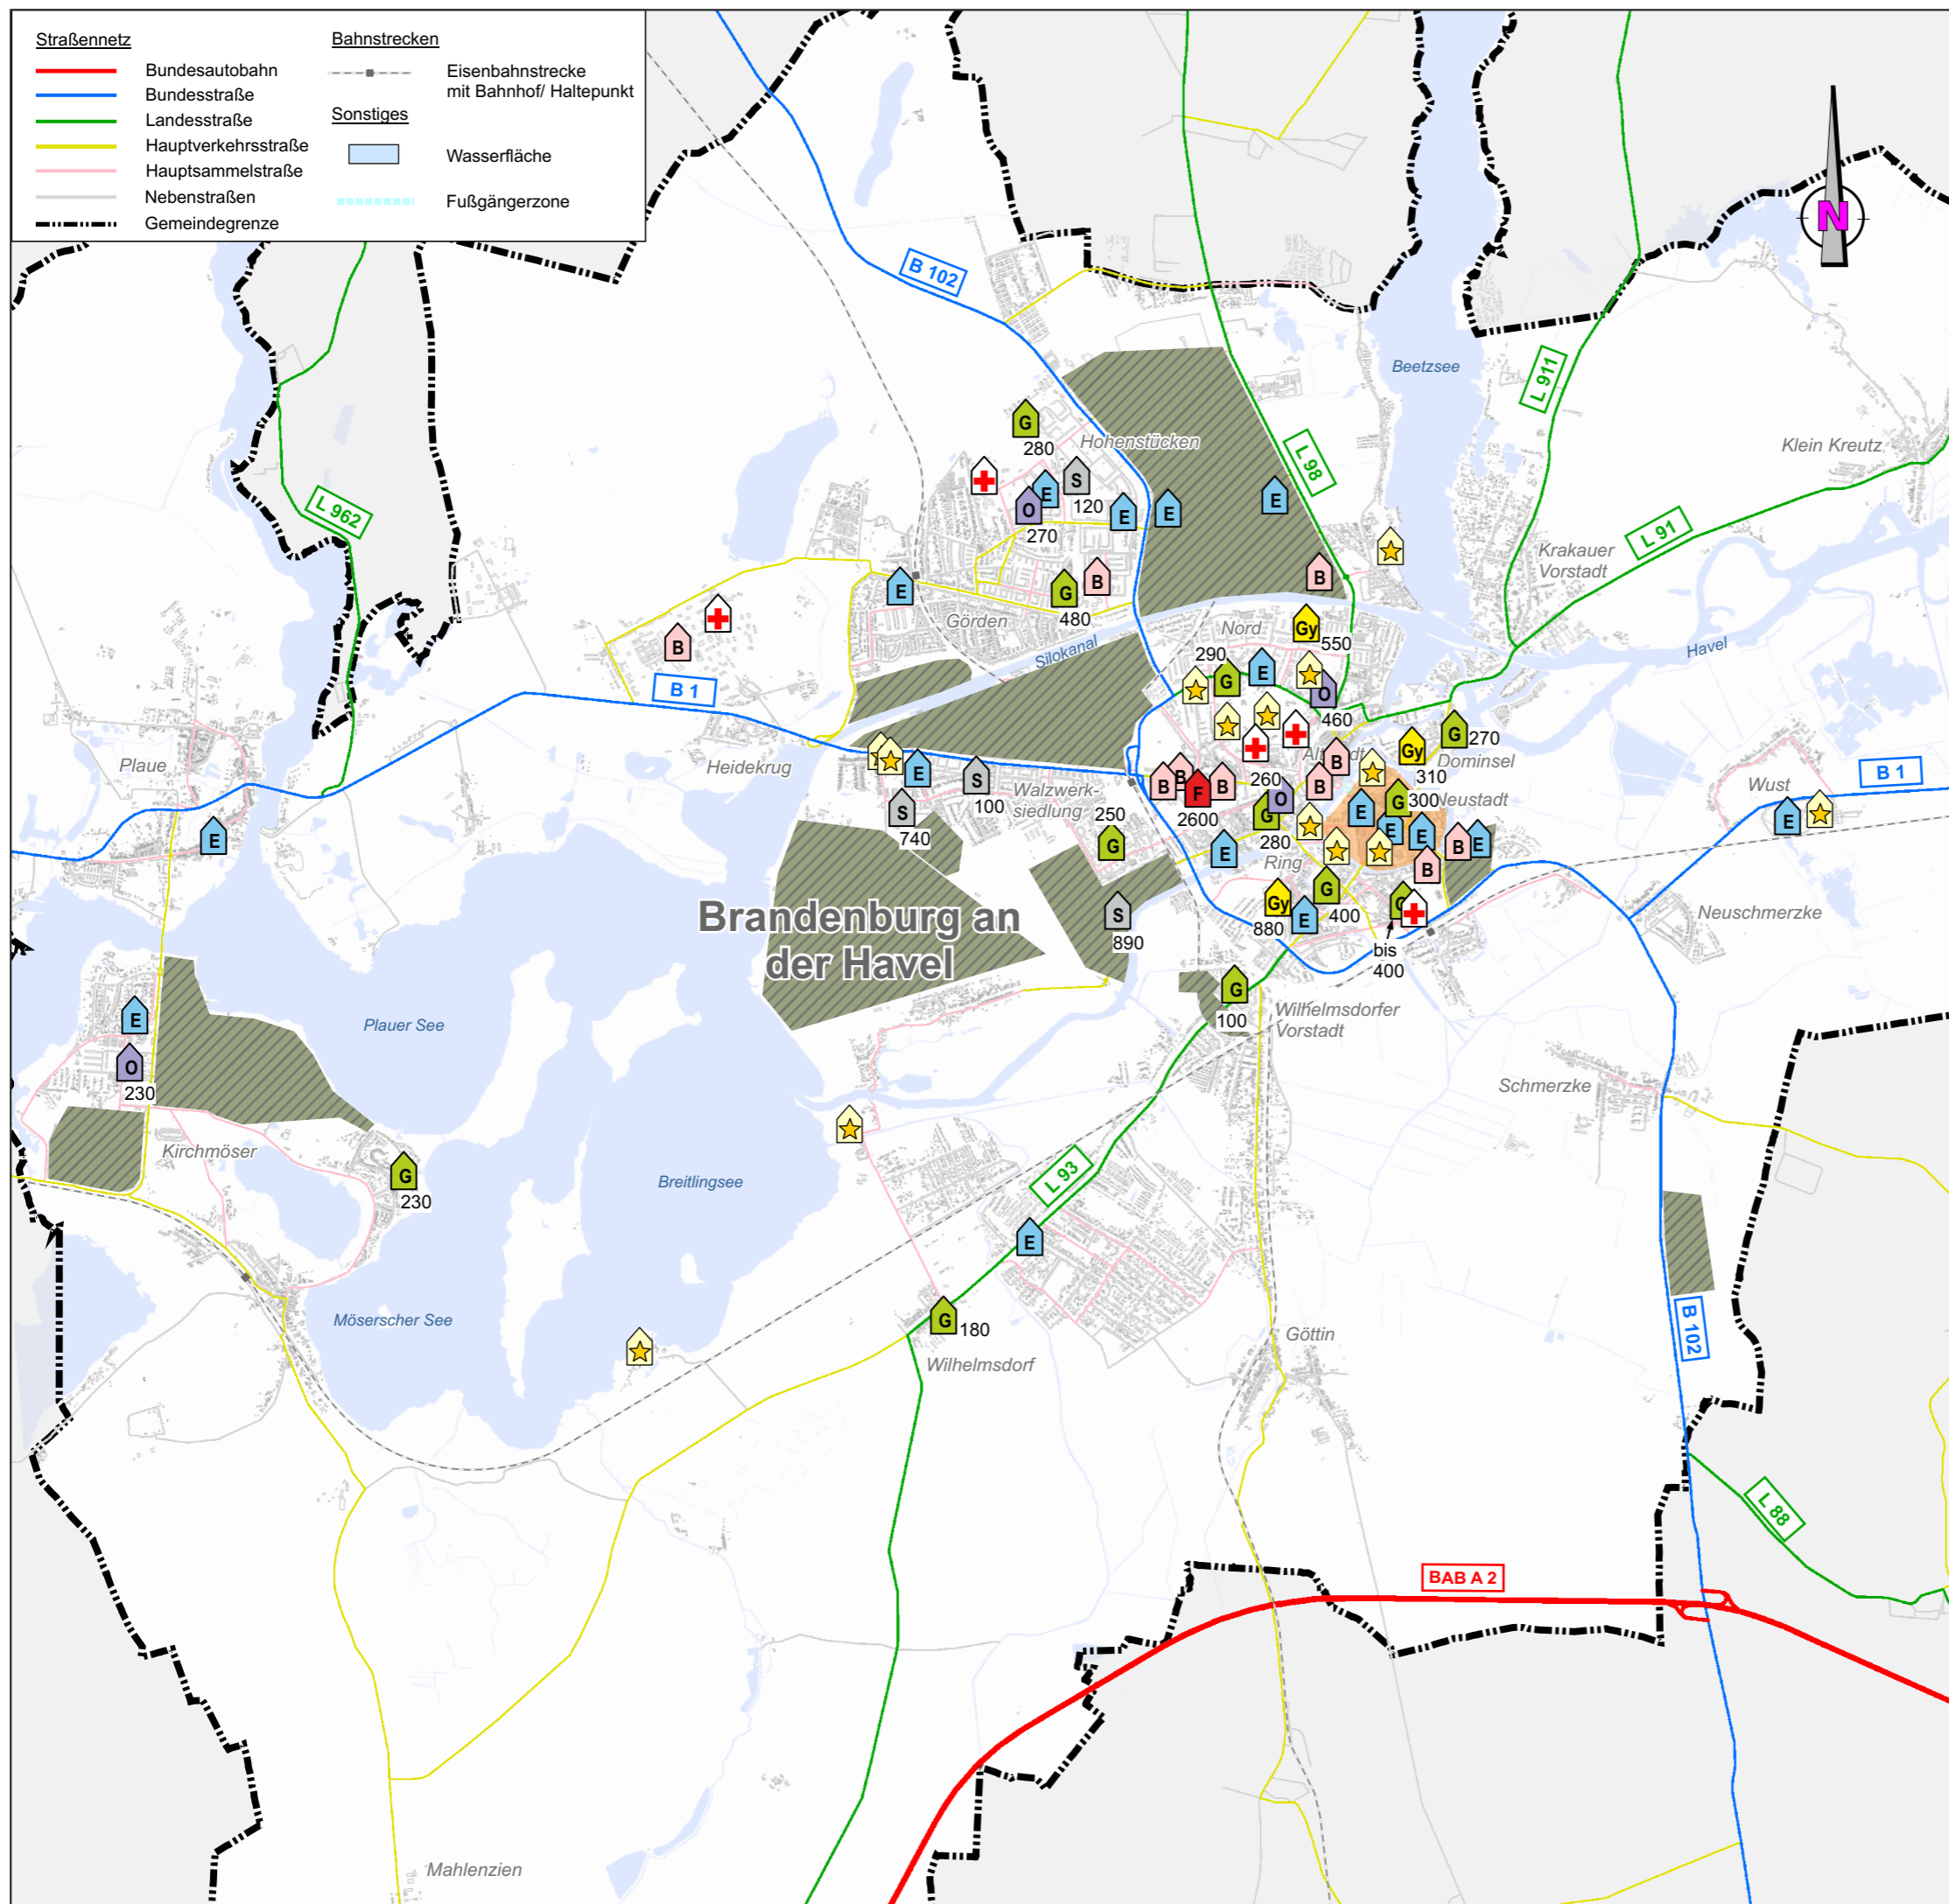 Straßennetz
Bundesautobahn
Bundesstraße
Landesstraße
Hauptverkehrsstraße
Hauptsammelstraße
Nebenstraßen
Gemeindegrenze
Bahnstrecken
Eisenbahnstrecke
mit Bahnhof/ Haltepunkt
Sonstiges
Wasserfläche
Fußgängerzone
N
B 102
Beetzsee
L 911
Klein Kreutz
G
280
Hohenstücken
L 98
S
120
E
O
270
E
E
E
L 962
L 91
Krakauer
Vorstadt
B
E
G
480
B
Görden
Silokanal
Nord
Gy
550
Havel
B
B 1
290
G
E
O
460
G
270
Gy
310
Dominsel
Plaue
Heidekrug
E
S
100
Walzwerk-
siedlung
S
740
B
B
F
B
2600
260
O
G
280
B
B
E
G
300
Neustadt
E
E
B
E
B
Wust
B 1
E
E
250
G
E
Ring
Brandenburg an
der Havel
S
890
Gy
880
E
G
400
G
bis
400
Neuschmerzke
G
100
Wilhelmsdorfer
Vorstadt
Plauer See
E
O
230
Schmerzke
Kirchmöser
G
230
Breitlingsee
L 93
E
Möserscher See
G
180
Wilhelmsdorf
Göttin
B 102
L 88
BAB A 2
Mahlenzien